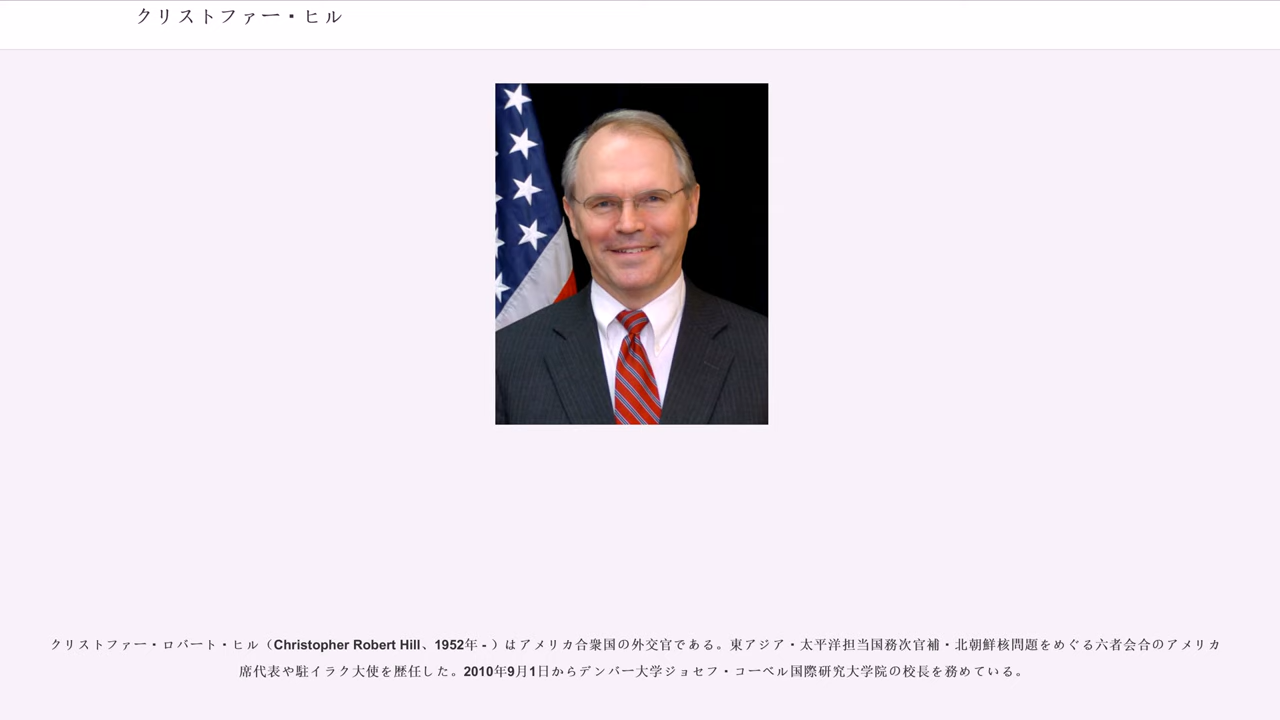 クリストファー・ヒル
クリストファー・ロバート・ヒル（Christopher Robert Hill、1952年 - ）はアメリカ合衆国の外交官である。東アジア・太平洋担当国務次官補・北朝鮮核問題をめぐる六者会合のアメリカ
席代表や駐イラク大使を歴任した。2010年9月1日からデンバー大学ジョセフ・コーベル国際研究大学院の校長を務めている。